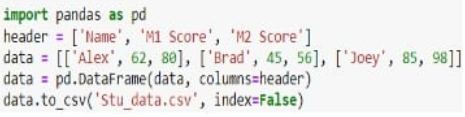 import pandas as pd
header = ['Name', 'M1 Score', 'M2 Score']
data = [['Alex', 62, 80], ['Brad', 45, 56], ['Joey', 85, 98]]
data = pd.DataFrame(data, columns=header)
data.to_csv('Stu_data.csv', index=False)